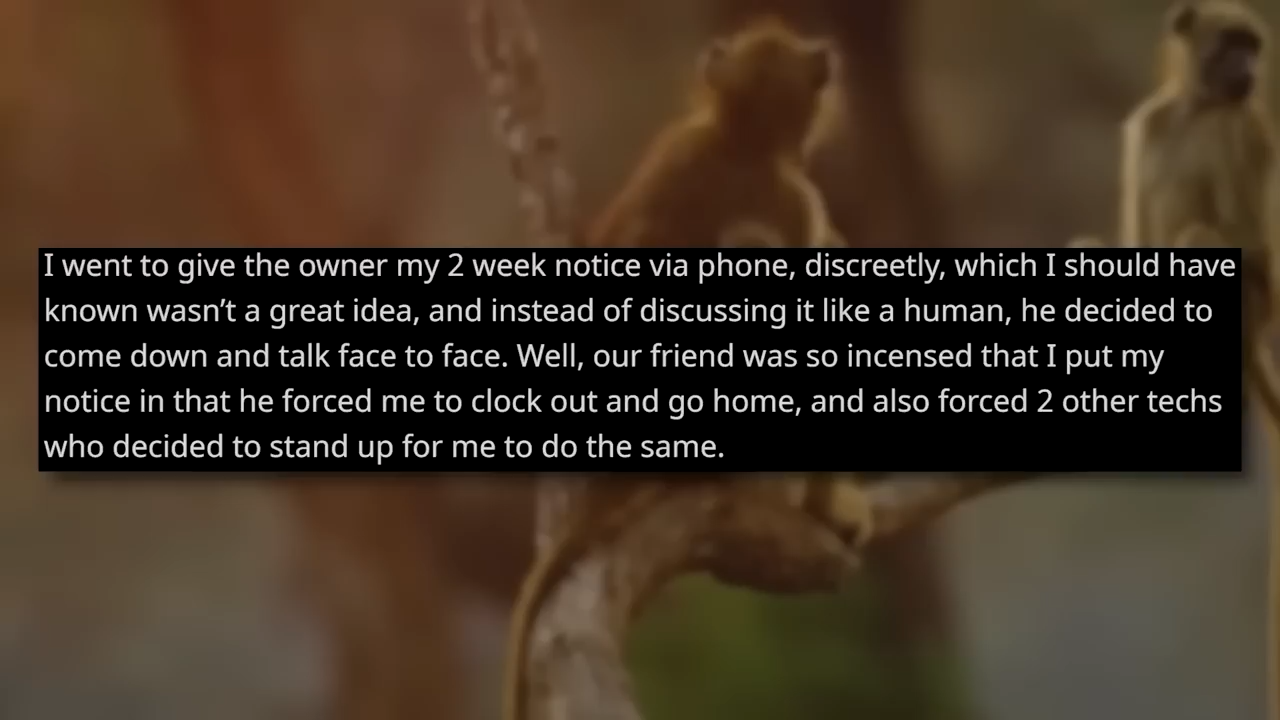 I went to give the owner my 2 week notice via phone, discreetly, which I should have
known wasn’t a great idea, and instead of discussing it like a human, he decided to
come down and talk face to face. Well, our friend was so incensed that I put my
notice in that he forced me to clock out and go home, and also forced 2 other techs
who decided to stand up for me to do the same.